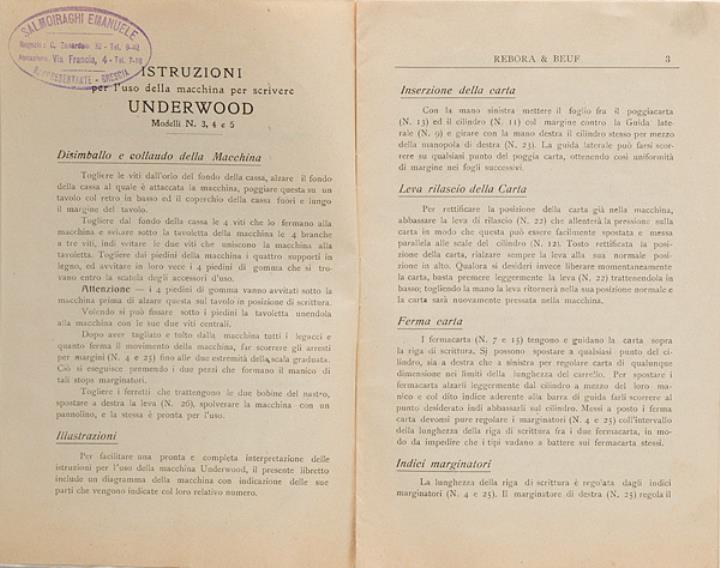 SALMOIRAGHI EMANUELE
Via Francia, 4 - Tel.
BRESCIA
ISTRUZIONI
per l'uso della macchina per scrivere
UNDERWOOD
Modelli N. 3, 4 e 5
Disimballo e collaudo della Macchina
Togliere le viti dall'orlo del fondo della cassa, alzare il fondo
della cassa al quale è attaccata la macchina, poggiare questa su un
tavolo col retro in basso ed il coperchio della cassa fuori e lungo
il margine del tavolo.
Togliere dal fondo della cassa le 4 viti che lo fermano alla
macchina e svitare sotto la tavoletta della macchina le 4 branche
a tre viti, indi svitare le due viti che uniscono la macchina alla
tavoletta. Togliere dai piedini della macchina i quattro supporti in
legno, ed avvitare in loro vece i 4 piedini di gomma che si tro-
vano entro la scatola degli accessori d'uso.
Attenzione — i 4 piedini di gomma vanno avvitati sotto la
macchina prima di alzare questa sul tavolo in posizione di scrittura.
Volendo si può fissare sotto i piedini la tavoletta unendola
alla macchina con le sue due viti centrali.
Dopo aver tagliato e tolto dalla macchina tutti i legacci e
quanto ferma il movimento della macchina, far scorrere gli arresti
per margini (N. 4 e 25) fino alle due estremità della scala graduata.
Ciò si eseguisce premendo i due pezzi che formano il manico di
tali stops marginatori.
Togliere i ferretti che trattengono le due bobine del nastro,
spostare a destra la leva (N. 26), spolverare la macchina con un
pannolino, e la stessa è pronta per l'uso.
Illustrazioni
Per facilitare una pronta e completa interpretazione delle
istruzioni per l'uso della macchina Underwood, il presente libretto
include un diagramma della macchina con indicazione delle sue
parti che vengono indicate col loro relativo numero.
REBORA & BEUF 3
Inserzione della carta
Con la mano sinistra mettere il foglio fra il poggiacarta
(N. 13) ed il cilindro (N. 11) col margine contro la Guida late-
rale (N. 9) e girare con la mano destra il cilindro stesso per mezzo
della manopola di destra (N. 23). La guida laterale può farsi scor-
rere su qualsiasi punto del poggia carta, ottenendo così uniformità
di margine nei fogli successivi.
Leva rilascio della Carta
Per rettificare la posizione della carta già nella macchina,
abbassare la leva di rilascio (N. 22) che allenterà la pressione sulla
carta in modo che questa può essere facilmente spostata e messa
parallela alle scale del cilindro (N. 12). Tosto rettificata la posi-
zione della carta, rialzare sempre la leva alla sua normale posi-
zione in alto. Qualora si desideri invece liberare momentaneamente
la carta, basta premere leggermente la leva (N. 22) trattenendola in
basso; togliendo la mano la leva ritornerà nella sua posizione normale e
la carta sarà nuovamente pressata nella macchina.
Ferma carta
I fermacarta (N. 7 e 15) tengono e guidano la carta sopra
la riga di scrittura. Si possono spostare a qualsiasi punto del ci-
lindro, sia a destra che a sinistra per regolare carta di qualunque
dimensione nei limiti della lunghezza del carrello. Per spostare i
fermacarta alzarli leggermente dal cilindro a mezzo del loro ma-
nico e col dito indice aderente alla barra di guida farli scorrere al
punto desiderato indi abbassarli sul cilindro. Messi a posto i ferma
carta devonsi pure regolare i marginatori (N. 4 e 25) coll'intervallo
della lunghezza della riga di scrittura fra i due fermacarta, in mo-
do da impedire che i tipi vadano a battere sui fermacarta stessi.
Indici marginatori
La lunghezza della riga di scrittura è regolata dagli indici
marginatori (N. 4 e 25). Il marginatore di destra (N. 25) regola il